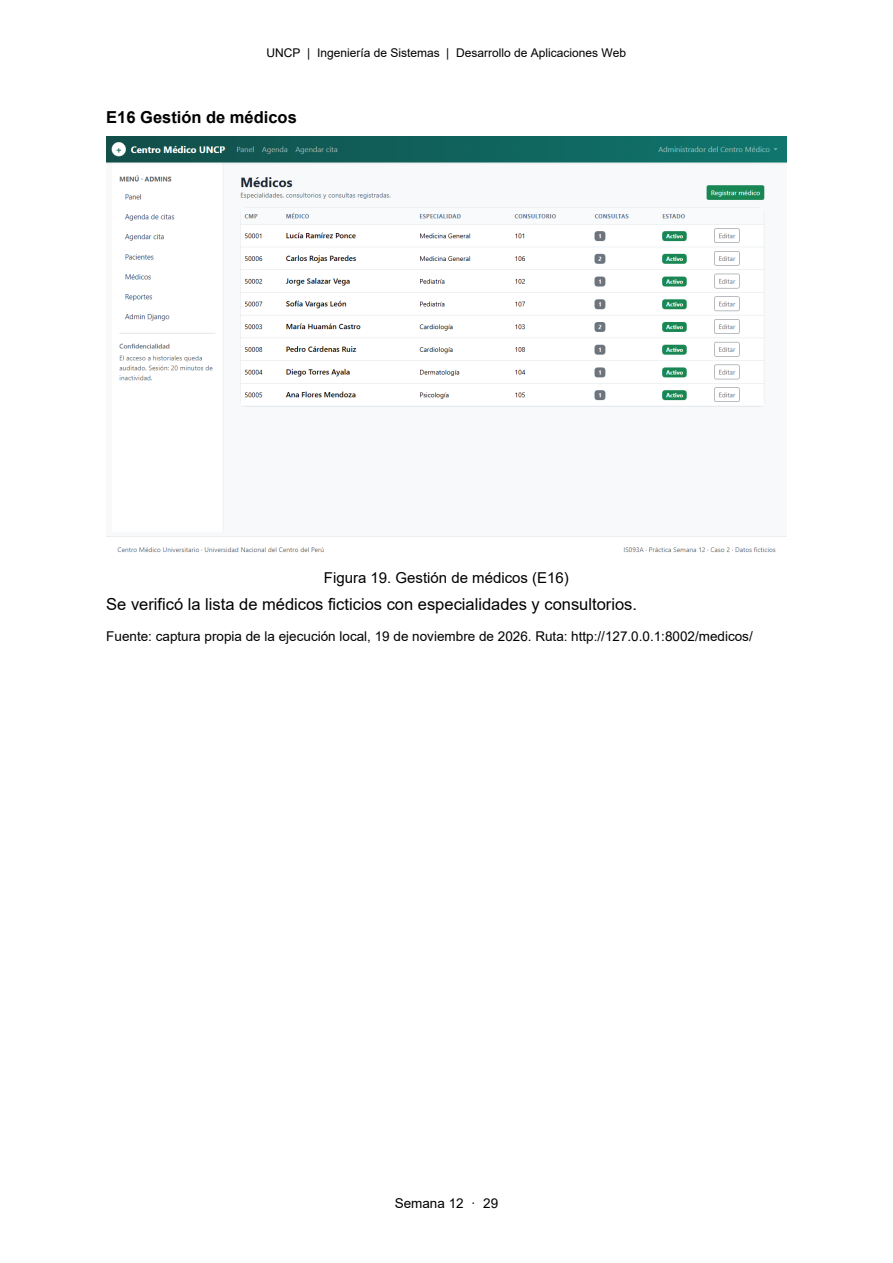 UNCP | Ingeniería de Sistemas | Desarrollo de Aplicaciones Web
E16 Gestión de médicos
+ Centro Médico UNCP Panel Agenda Agendar cita Administrador del Centro Médico
MENÚ · ADMINS
Panel
Agenda de citas
Agendar cita
Pacientes
Médicos
Reportes
Admin Django
Confidencialidad
El acceso a historiales queda
auditado. Sesión: 20 minutos de
inactividad.
Médicos
Especialidades, consultorios y consultas registradas.
Registrar médico
CMP MÉDICO ESPECIALIDAD CONSULTORIO CONSULTAS ESTADO
50001 Lucía Ramírez Ponce Medicina General 101 1 Activo Editar
50006 Carlos Rojas Paredes Medicina General 106 2 Activo Editar
50002 Jorge Salazar Vega Pediatría 102 1 Activo Editar
50007 Sofía Vargas León Pediatría 107 1 Activo Editar
50003 María Huamán Castro Cardiología 103 2 Activo Editar
50008 Pedro Cárdenas Ruiz Cardiología 108 1 Activo Editar
50004 Diego Torres Ayala Dermatología 104 1 Activo Editar
50005 Ana Flores Mendoza Psicología 105 1 Activo Editar
Centro Médico Universitario · Universidad Nacional del Centro del Perú IS093A · Práctica Semana 12 · Caso 2 · Datos ficticios
Figura 19. Gestión de médicos (E16)
Se verificó la lista de médicos ficticios con especialidades y consultorios.
Fuente: captura propia de la ejecución local, 19 de noviembre de 2026. Ruta: http://127.0.0.1:8002/medicos/
Semana 12 · 29